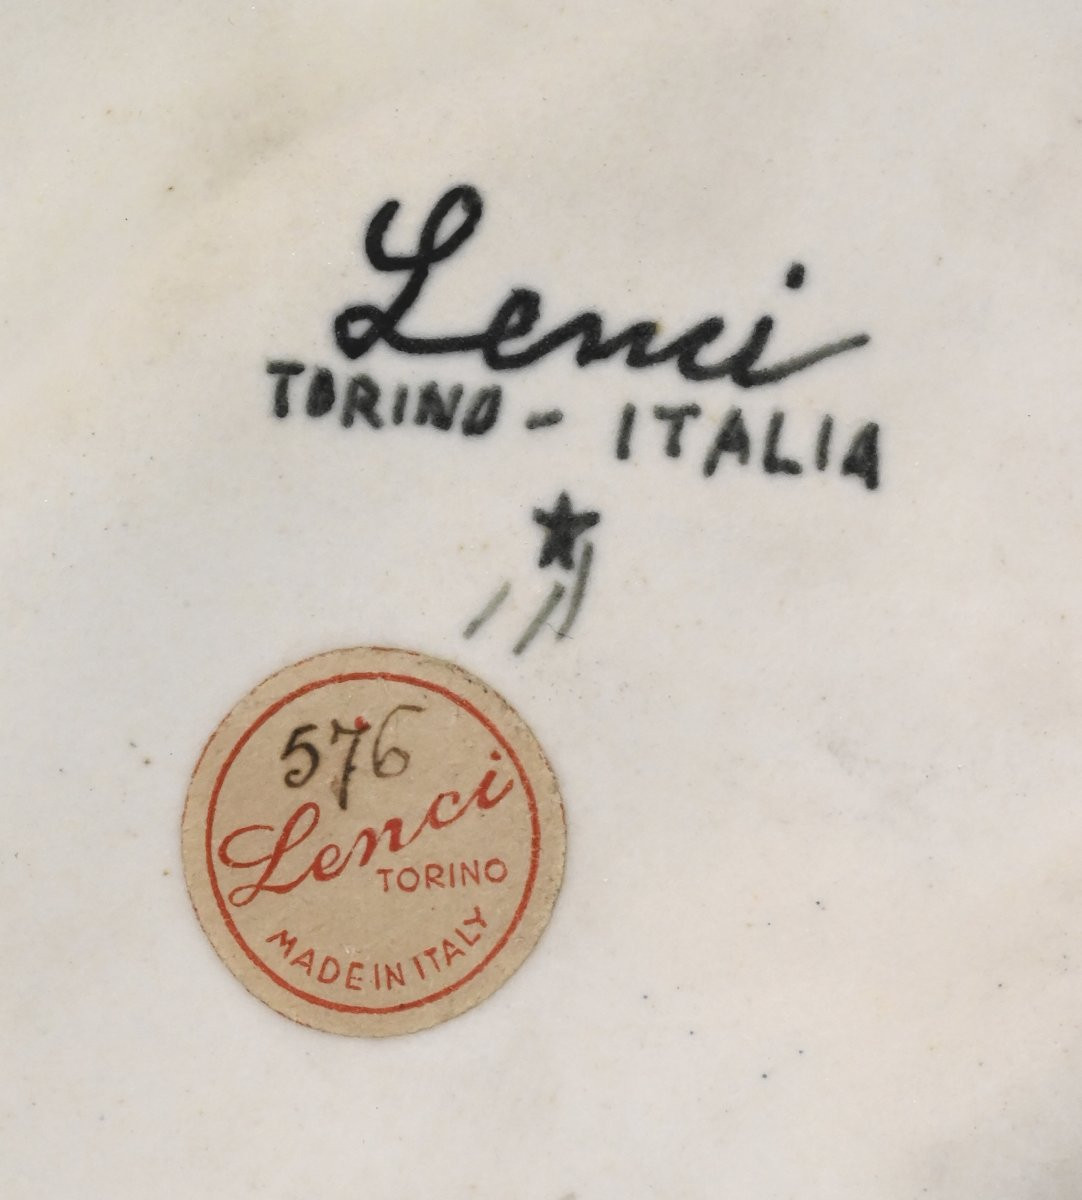 Lenci
TORINO - ITALIA
576
Lenci
TORINO
MADE IN ITALY